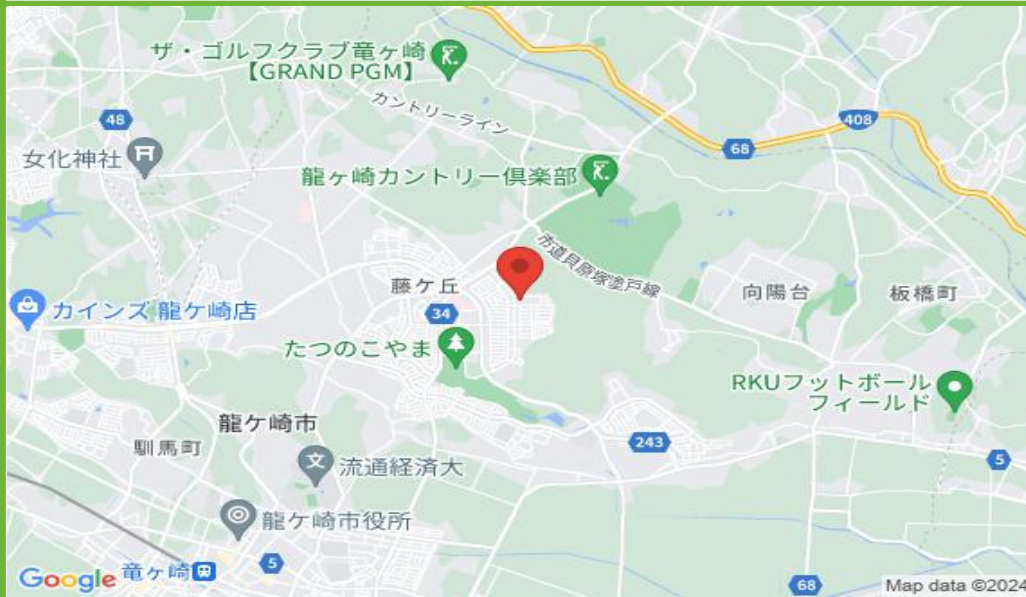 ザ・ゴルフクラブ竜ヶ崎
【GRAND PGM】
カントリーライン
48
408
68
女化神社
龍ヶ崎カントリー倶楽部
市道貝原塚塗戸線
藤ケ丘
向陽台
板橋町
カインズ 龍ケ崎店
34
たつのこやま
RKUフットボール
フィールド
龍ケ崎市
243
馴馬町
5
流通経済大
龍ケ崎市役所
5
竜ヶ崎
68
Google
Map data ©2024